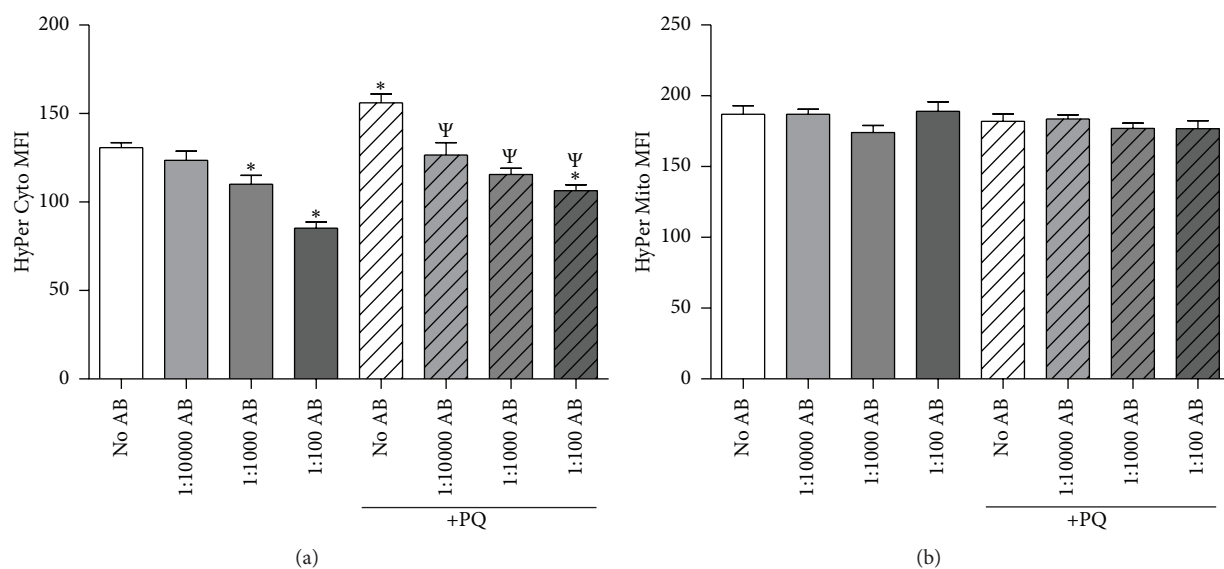 200
150
100
50
0
HyPer Cyto MFI
*
*
*
Ψ
Ψ
Ψ
*
No AB
1:10000 AB
1:1000 AB
1:100 AB
No AB
1:10000 AB
1:1000 AB
1:100 AB
+PQ
(a)
250
200
150
100
50
0
HyPer Mito MFI
No AB
1:10000 AB
1:1000 AB
1:100 AB
No AB
1:10000 AB
1:1000 AB
1:100 AB
+PQ
(b)